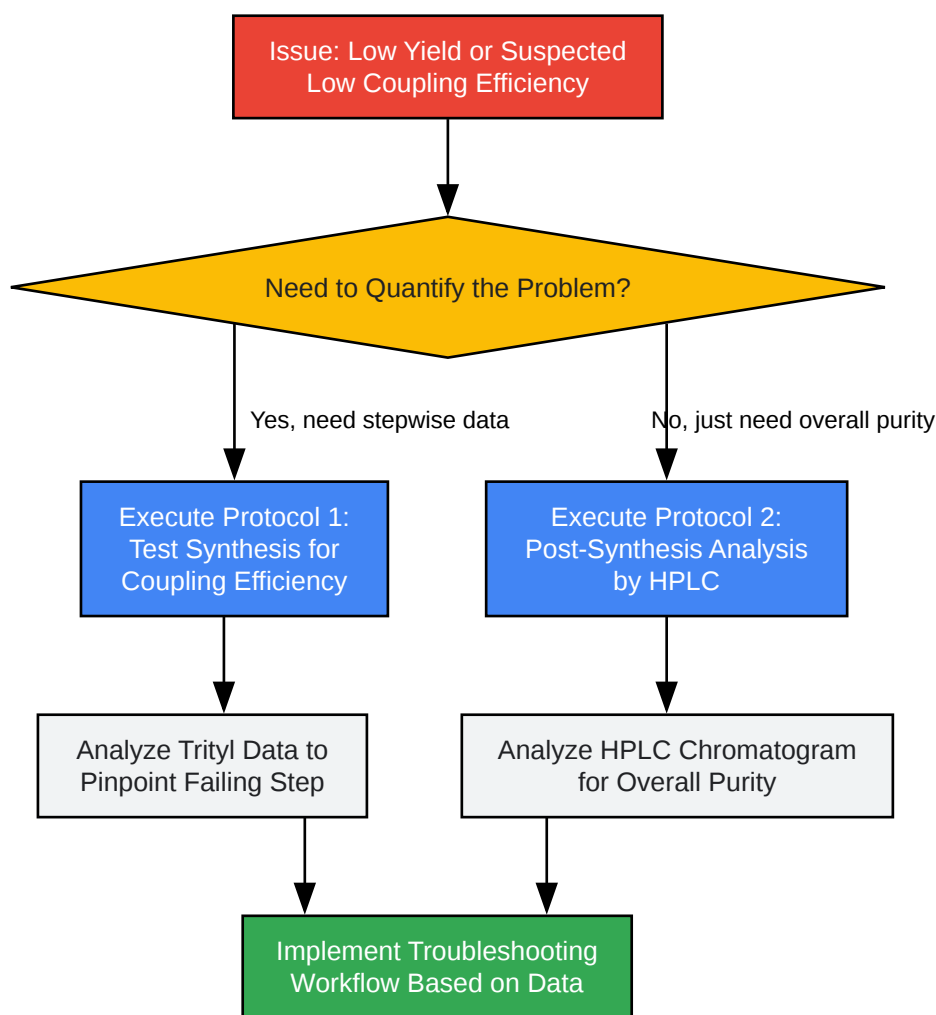 Issue: Low Yield or Suspected
Low Coupling Efficiency
Need to Quantify the Problem?
Yes, need stepwise data
No, just need overall purity
Execute Protocol 1:
Test Synthesis for
Coupling Efficiency
Execute Protocol 2:
Post-Synthesis Analysis
by HPLC
Analyze Trityl Data to
Pinpoint Failing Step
Analyze HPLC Chromatogram
for Overall Purity
Implement Troubleshooting
Workflow Based on Data